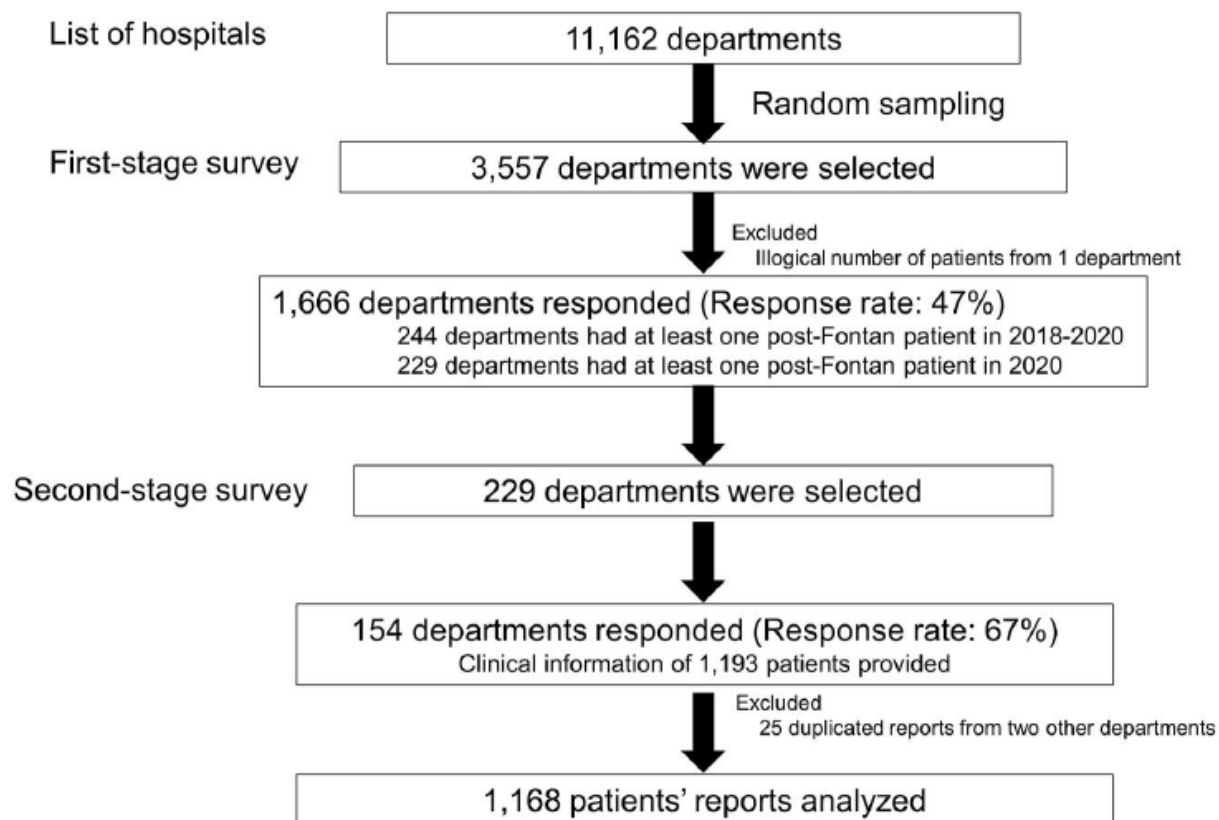 List of hospitals
11,162 departments
Random sampling
First-stage survey
3,557 departments were selected
Excluded
Illogical number of patients from 1 department
1,666 departments responded (Response rate: 47%)
244 departments had at least one post-Fontan patient in 2018-2020
229 departments had at least one post-Fontan patient in 2020
Second-stage survey
229 departments were selected
154 departments responded (Response rate: 67%)
Clinical information of 1,193 patients provided
Excluded
25 duplicated reports from two other departments
1,168 patients’ reports analyzed